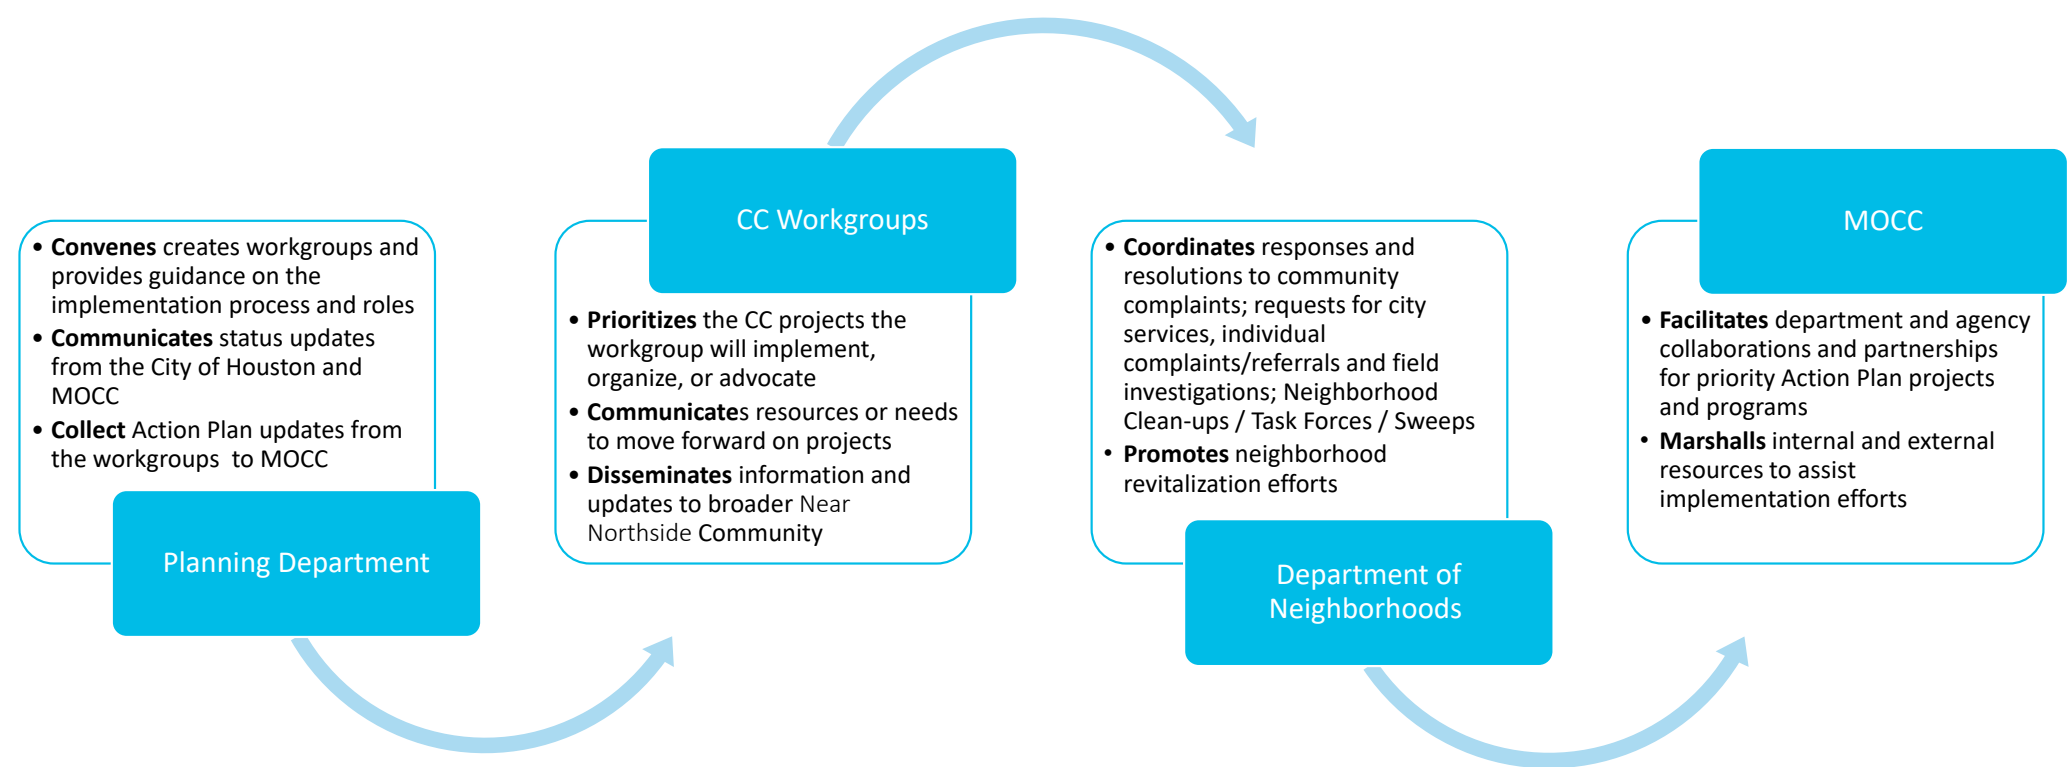 • Convenes creates workgroups and
provides guidance on the
implementation process and roles
• Communicates status updates
from the City of Houston and
MOCC
• Collect Action Plan updates from
the workgroups  to MOCC
Planning Department
CC Workgroups
• Prioritizes the CC projects the
workgroup will implement,
organize, or advocate
• Communicates resources or needs
to move forward on projects
• Disseminates information and
updates to broader Near
Northside Community
• Coordinates responses and
resolutions to community
complaints; requests for city
services, individual
complaints/referrals and field
investigations; Neighborhood
Clean-ups / Task Forces / Sweeps
• Promotes neighborhood
revitalization efforts
Department of
Neighborhoods
MOCC
• Facilitates department and agency
collaborations and partnerships
for priority Action Plan projects
and programs
• Marshalls internal and external
resources to assist
implementation efforts